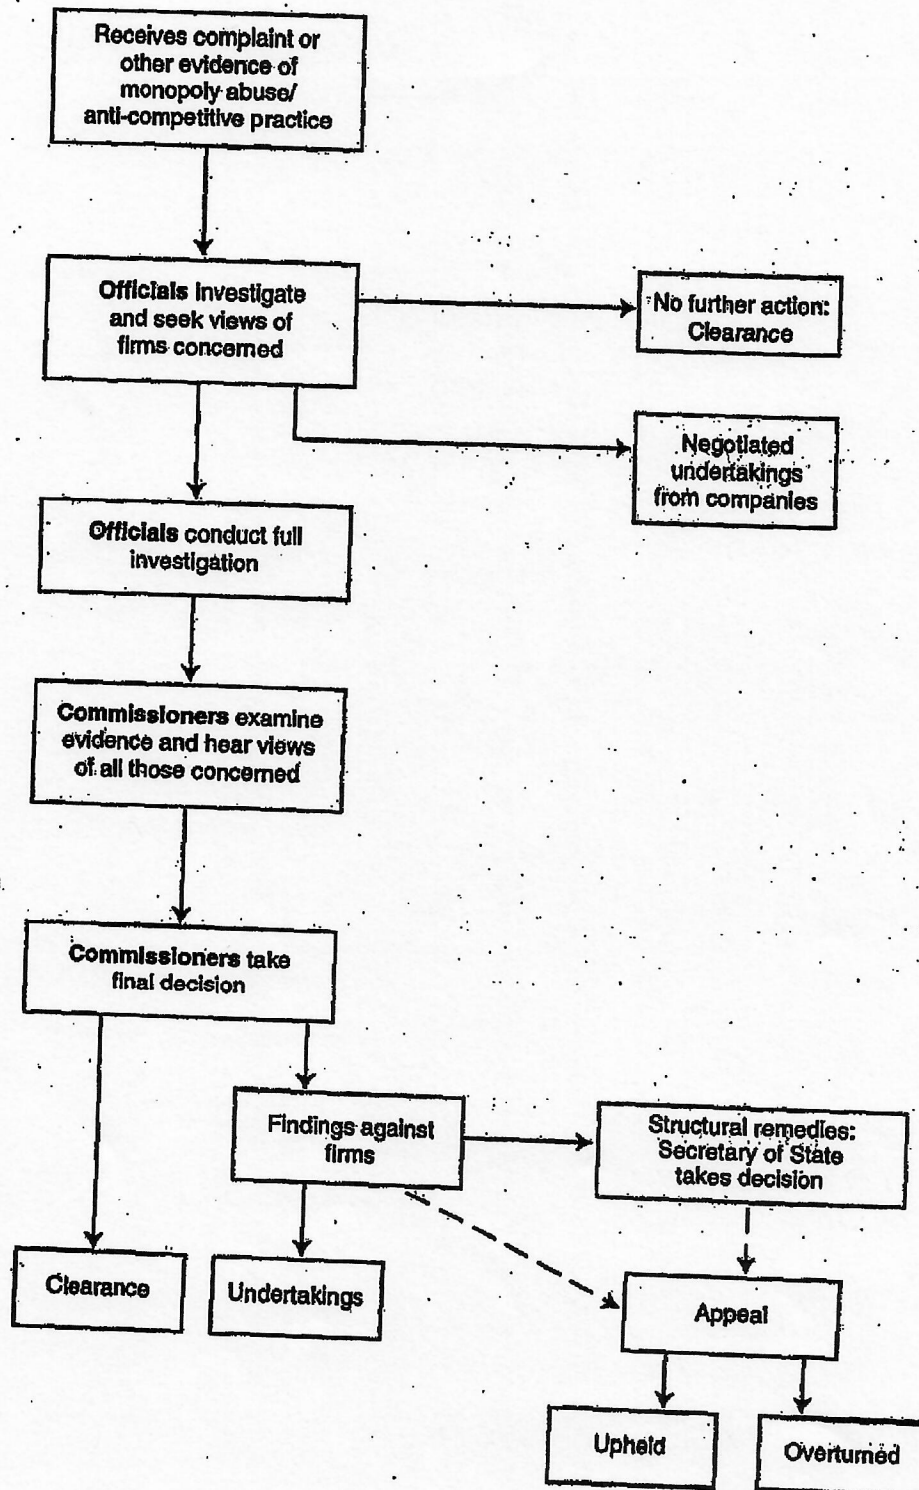 Receives complaint or
other evidence of
monopoly abuse/
anti-competitive practice
Officials investigate
and seek views of
firms concerned
No further action:
Clearance
Negotiated
undertakings
from companies
Officials conduct full
investigation
Commissioners examine
evidence and hear views
of all those concerned
Commissioners take
final decision
Findings against
firms
Structural remedies:
Secretary of State
takes decision
Clearance
Undertakings
Appeal
Upheld
Overturned